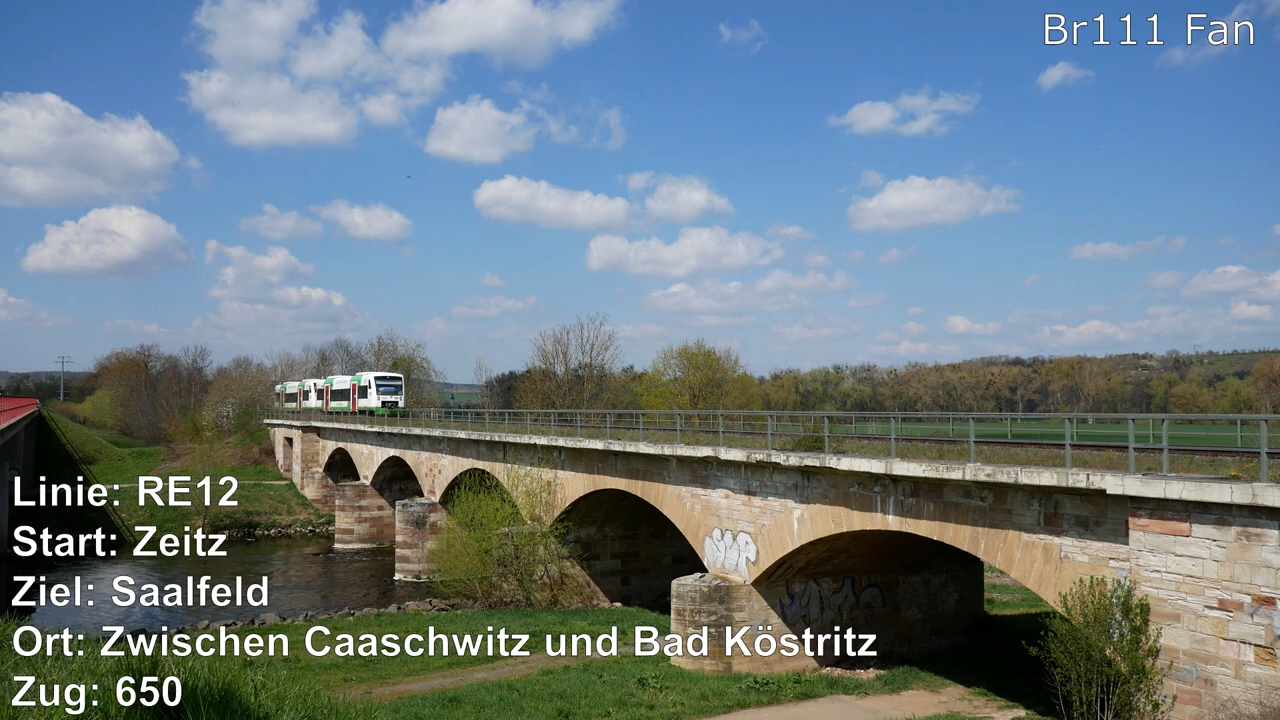 Br111 Fan
Linie: RE12
Start: Zeitz
Ziel: Saalfeld
Ort: Zwischen Caaschwitz und Bad Köstritz
Zug: 650